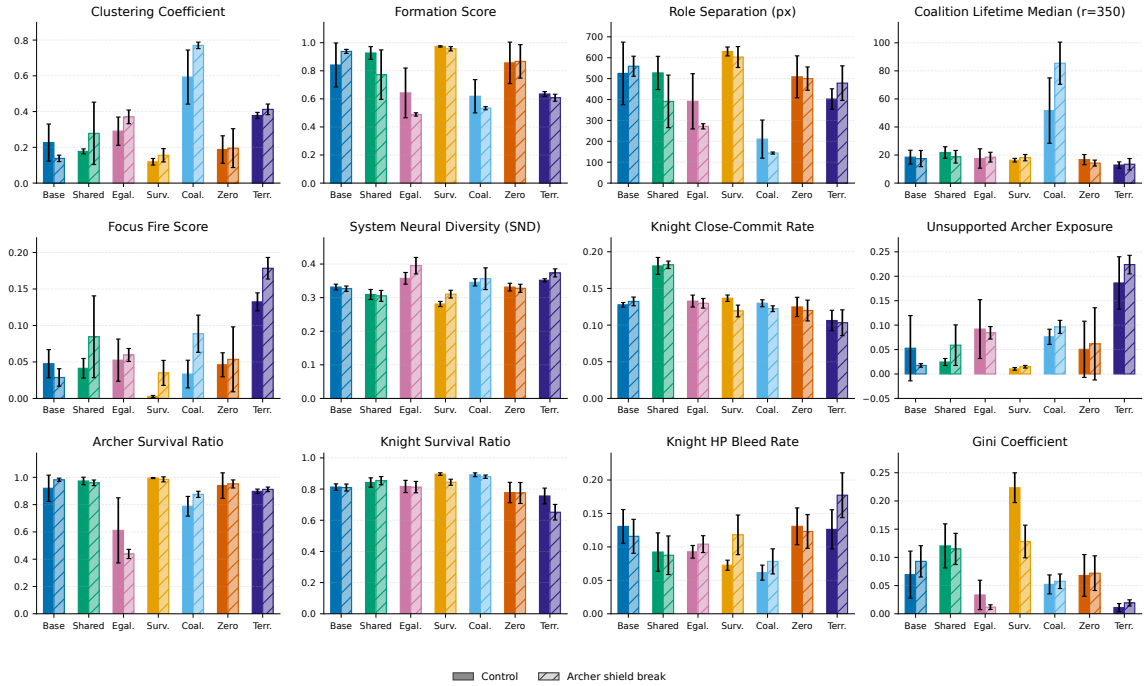 Clustering Coefficient
0.8
0.6
0.4
0.2
0.0
Base Shared Egal. Surv. Coal. Zero Terr.
Formation Score
1.0
0.8
0.6
0.4
0.2
0.0
Base Shared Egal. Surv. Coal. Zero Terr.
Role Separation (px)
700
600
500
400
300
200
100
0
Base Shared Egal. Surv. Coal. Zero Terr.
Coalition Lifetime Median (r=350)
100
80
60
40
20
0
Base Shared Egal. Surv. Coal. Zero Terr.
Focus Fire Score
0.20
0.15
0.10
0.05
0.00
Base Shared Egal. Surv. Coal. Zero Terr.
System Neural Diversity (SND)
0.4
0.3
0.2
0.1
0.0
Base Shared Egal. Surv. Coal. Zero Terr.
Knight Close-Commit Rate
0.20
0.15
0.10
0.05
0.00
Base Shared Egal. Surv. Coal. Zero Terr.
Unsupported Archer Exposure
0.25
0.20
0.15
0.10
0.05
0.00
−0.05
Base Shared Egal. Surv. Coal. Zero Terr.
Archer Survival Ratio
1.0
0.8
0.6
0.4
0.2
0.0
Base Shared Egal. Surv. Coal. Zero Terr.
Knight Survival Ratio
1.0
0.8
0.6
0.4
0.2
0.0
Base Shared Egal. Surv. Coal. Zero Terr.
Knight HP Bleed Rate
0.20
0.15
0.10
0.05
0.00
Base Shared Egal. Surv. Coal. Zero Terr.
Gini Coefficient
0.25
0.20
0.15
0.10
0.05
0.00
Base Shared Egal. Surv. Coal. Zero Terr.
Control Archer shield break